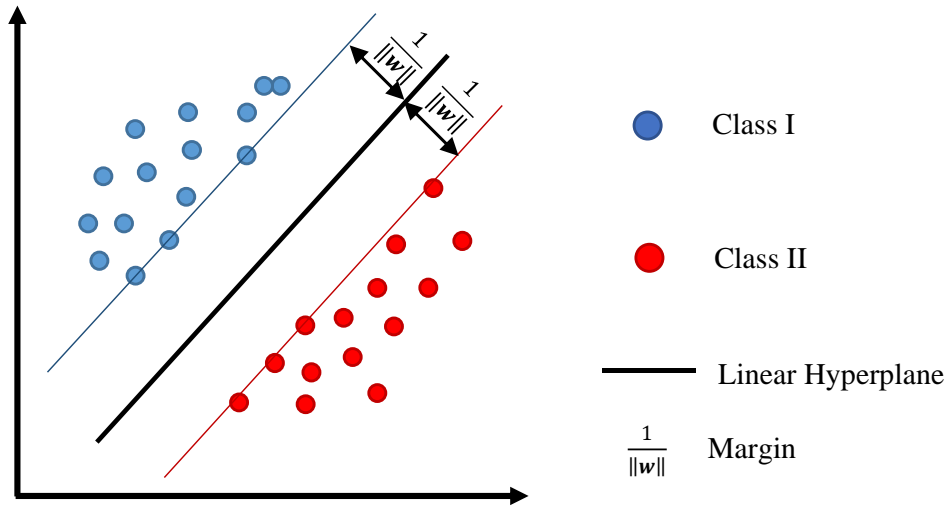 1/‖w‖
1/‖w‖
Class I
Class II
Linear Hyperplane
1/‖w‖ Margin